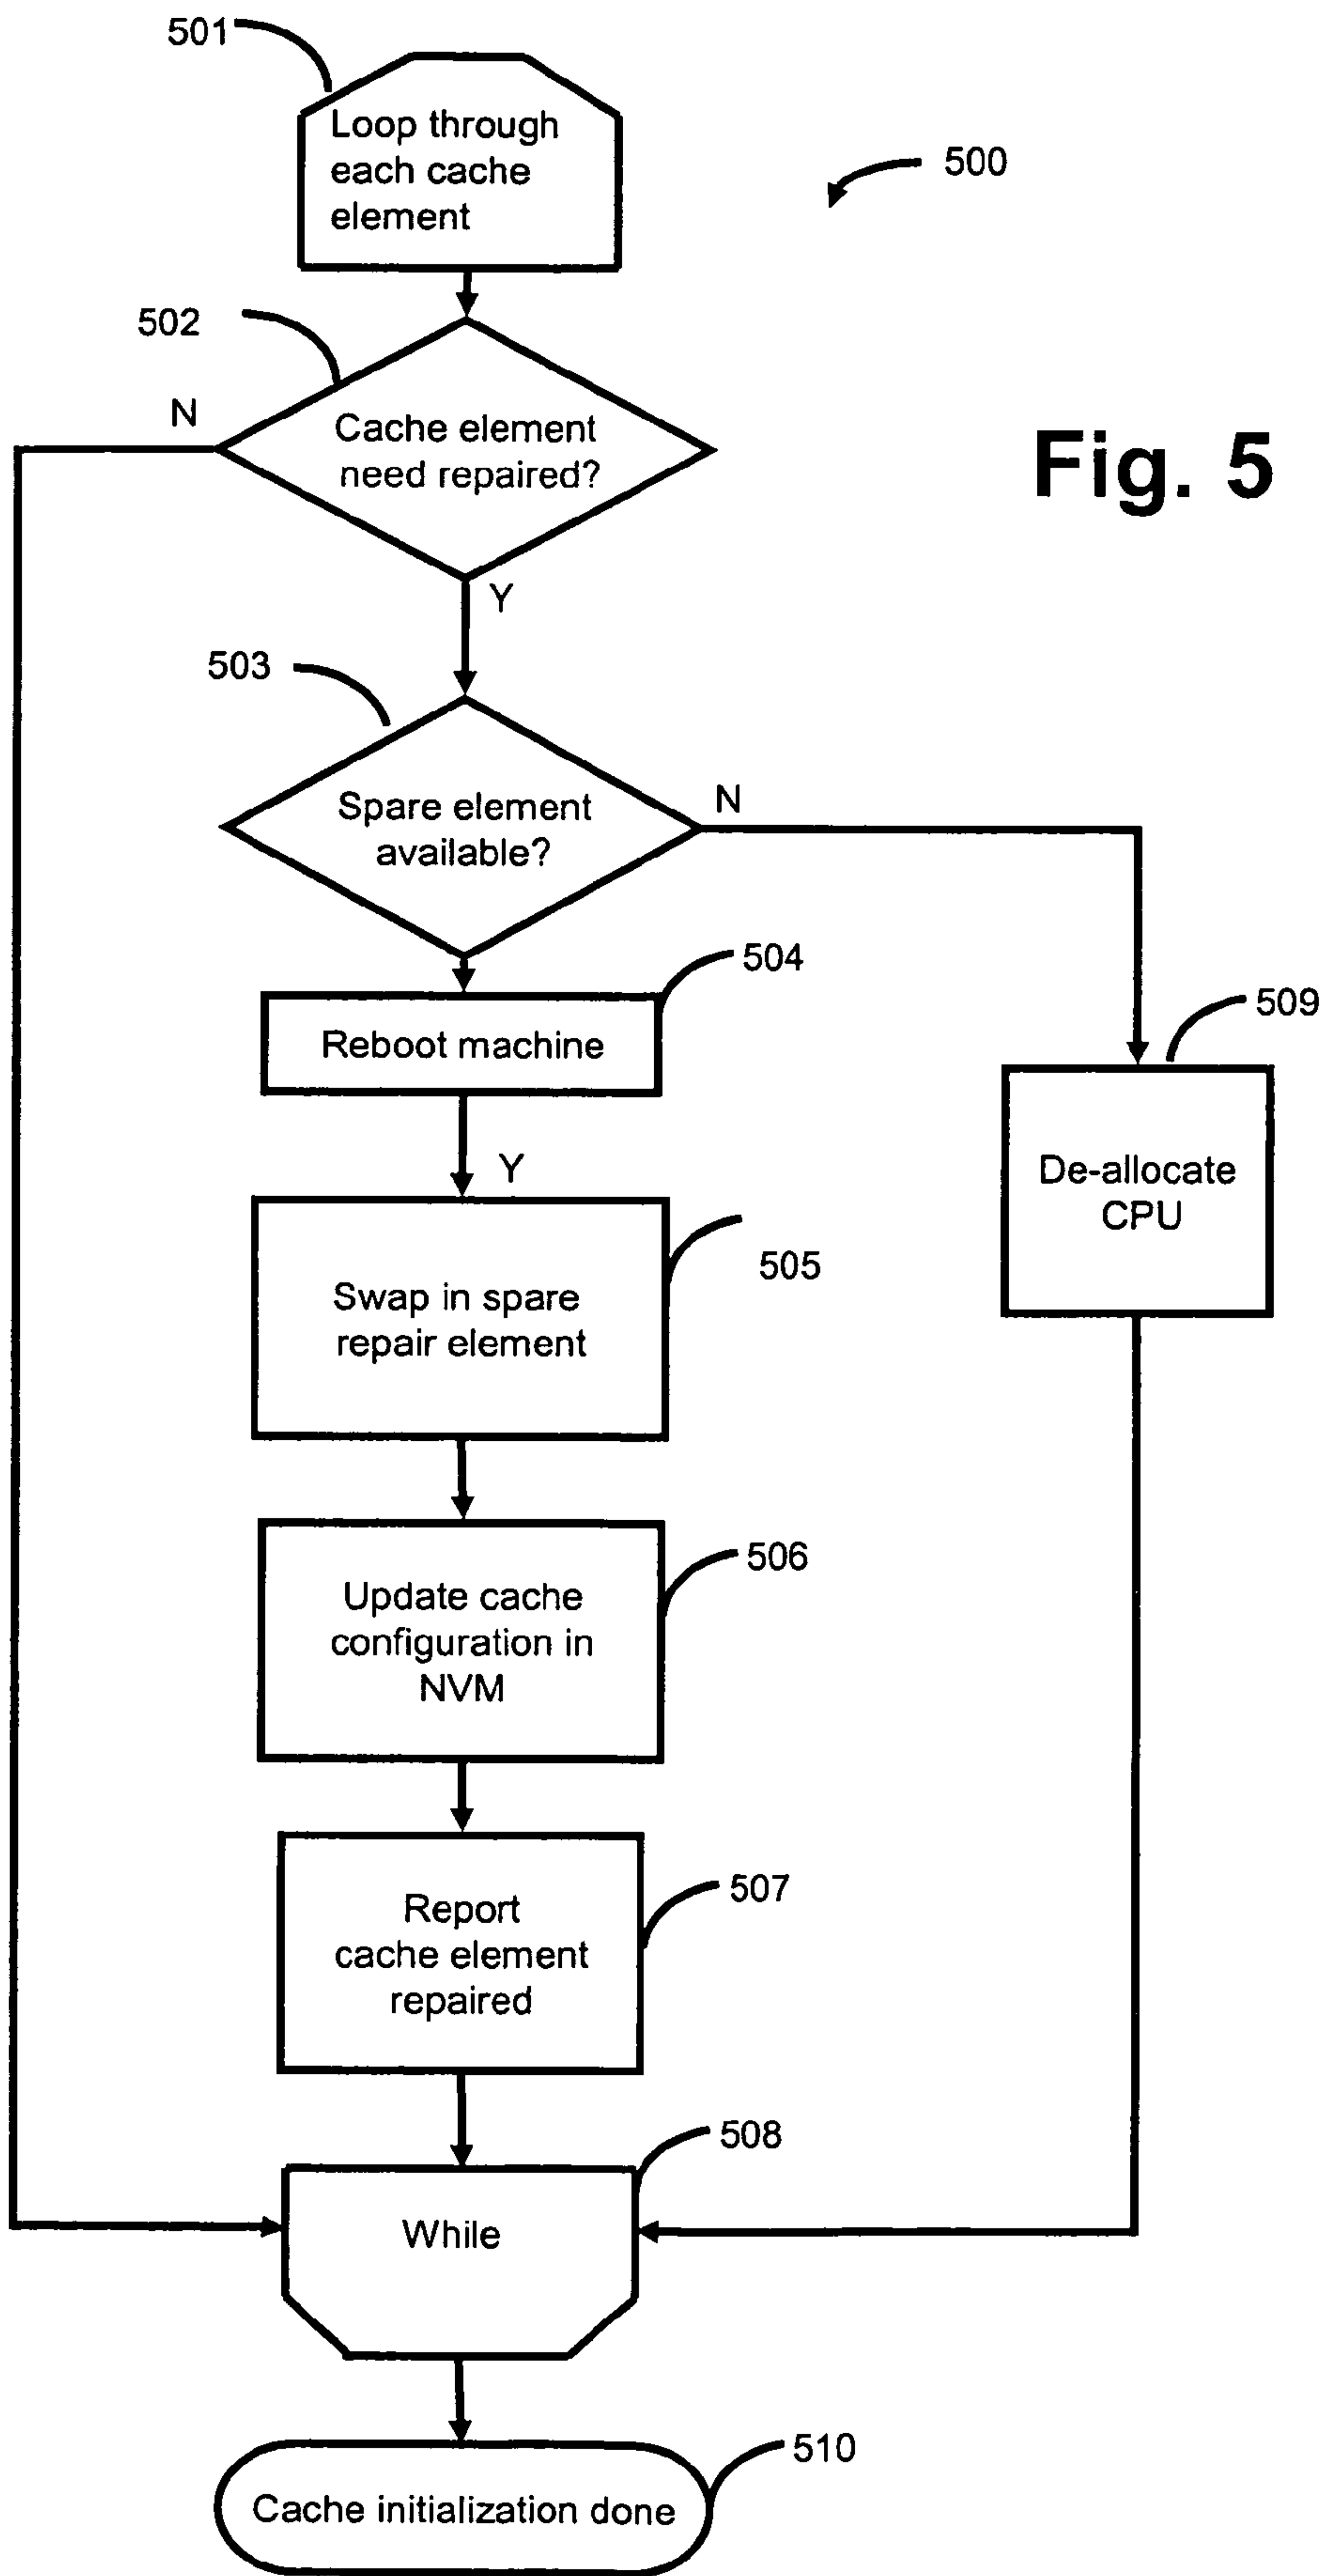 501
Loop through
each cache
element
500
502
N
Cache element
need repaired?
Fig. 5
Y
503
Spare element
available?
N
504
Reboot machine
509
De-allocate
CPU
Y
505
Swap in spare
repair element
506
Update cache
configuration in
NVM
507
Report
cache element
repaired
508
While
510
Cache initialization done